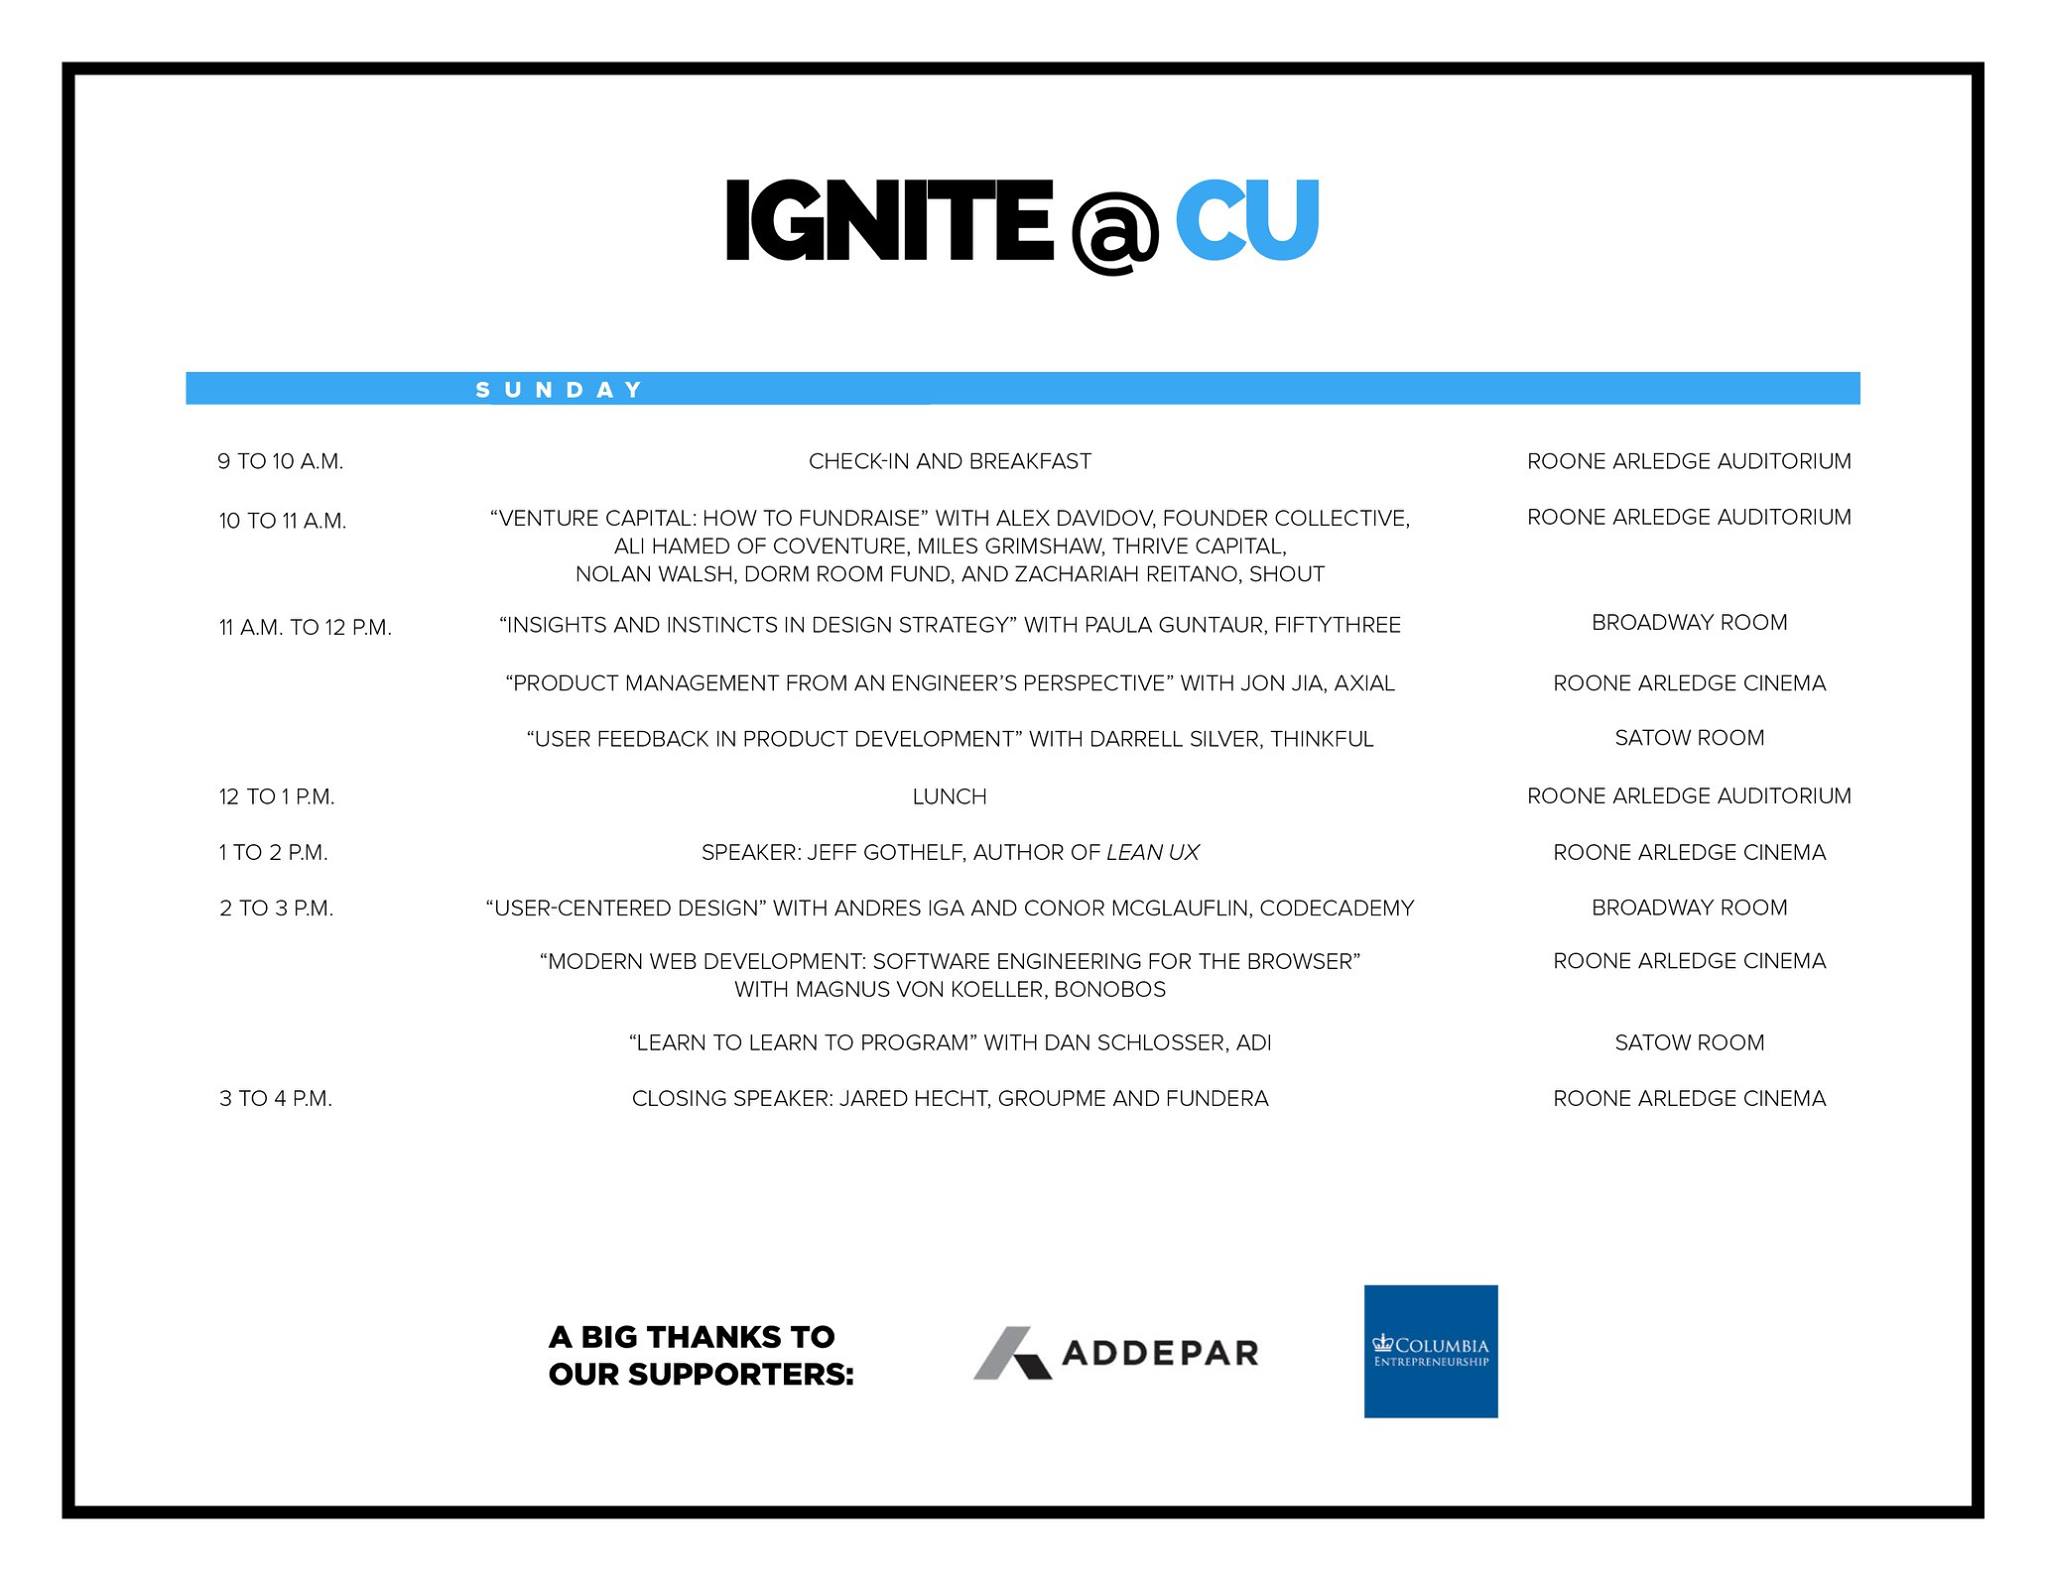 IGNITE @ CU
SUNDAY
9 TO 10 A.M. CHECK-IN AND BREAKFAST ROONE ARLEDGE AUDITORIUM
10 TO 11 A.M. “VENTURE CAPITAL: HOW TO FUNDRAISE” WITH ALEX DAVIDOV, FOUNDER COLLECTIVE, ROONE ARLEDGE AUDITORIUM
ALI HAMED OF COVENTURE, MILES GRIMSHAW, THRIVE CAPITAL,
NOLAN WALSH, DORM ROOM FUND, AND ZACHARIAH REITANO, SHOUT
11 A.M. TO 12 P.M. “INSIGHTS AND INSTINCTS IN DESIGN STRATEGY” WITH PAULA GUNTAUR, FIFTYTHREE BROADWAY ROOM
“PRODUCT MANAGEMENT FROM AN ENGINEER’S PERSPECTIVE” WITH JON JIA, AXIAL ROONE ARLEDGE CINEMA
“USER FEEDBACK IN PRODUCT DEVELOPMENT” WITH DARRELL SILVER, THINKFUL SATOW ROOM
12 TO 1 P.M. LUNCH ROONE ARLEDGE AUDITORIUM
1 TO 2 P.M. SPEAKER: JEFF GOTHELF, AUTHOR OF LEAN UX ROONE ARLEDGE CINEMA
2 TO 3 P.M. “USER-CENTERED DESIGN” WITH ANDRES IGA AND CONOR MCGLAUFLIN, CODECADEMY BROADWAY ROOM
“MODERN WEB DEVELOPMENT: SOFTWARE ENGINEERING FOR THE BROWSER” ROONE ARLEDGE CINEMA
WITH MAGNUS VON KOELLER, BONOBOS
“LEARN TO LEARN TO PROGRAM” WITH DAN SCHLOSSER, ADI SATOW ROOM
3 TO 4 P.M. CLOSING SPEAKER: JARED HECHT, GROUPME AND FUNDERA ROONE ARLEDGE CINEMA
A BIG THANKS TO
OUR SUPPORTERS:
ADDEPAR
COLUMBIA
ENTREPRENEURSHIP